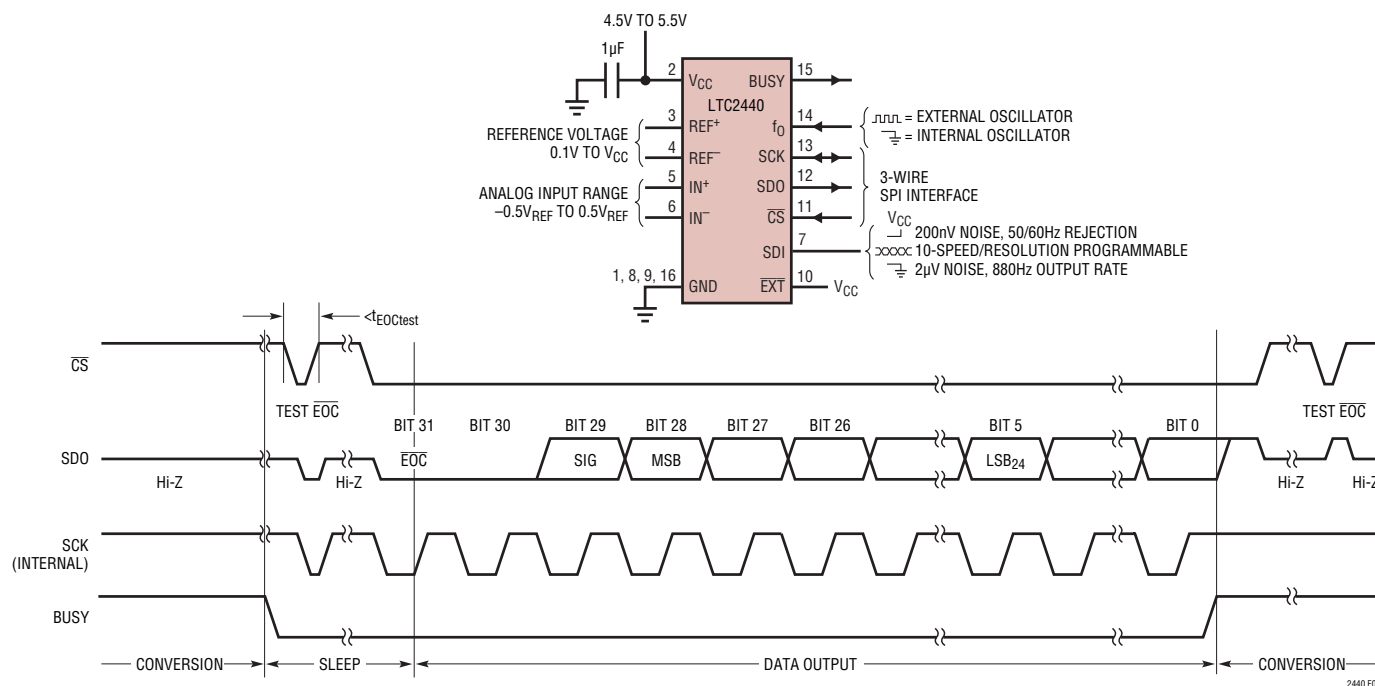 4.5V TO 5.5V
1µF
2 VCC BUSY 15
LTC2440
REFERENCE VOLTAGE
0.1V TO VCC
3 REF+
4 REF–
fO 14
= EXTERNAL OSCILLATOR
= INTERNAL OSCILLATOR
SCK 13
SDO 12
CS 11
3-WIRE
SPI INTERFACE
ANALOG INPUT RANGE
–0.5VREF TO 0.5VREF
5 IN+
6 IN–
SDI 7
VCC
200nV NOISE, 50/60Hz REJECTION
10-SPEED/RESOLUTION PROGRAMMABLE
2µV NOISE, 880Hz OUTPUT RATE
1, 8, 9, 16 GND
EXT 10 VCC
<tEOCtest
CS
TEST EOC
TEST EOC
BIT 31 BIT 30 BIT 29 BIT 28 BIT 27 BIT 26 BIT 5 BIT 0
SDO EOC SIG MSB LSB24
Hi-Z Hi-Z Hi-Z Hi-Z
SCK
(INTERNAL)
BUSY
CONVERSION SLEEP DATA OUTPUT CONVERSION